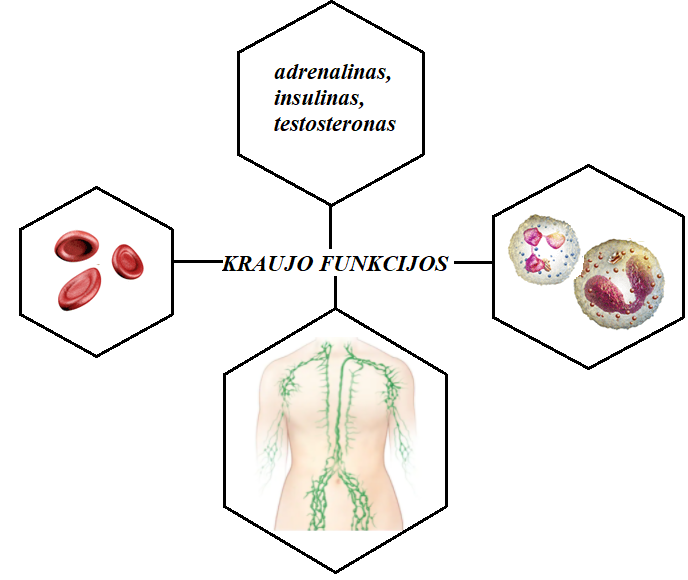 adrenalinas,
insulinas,
testosteronas
KRAUJO FUNKCIJOS